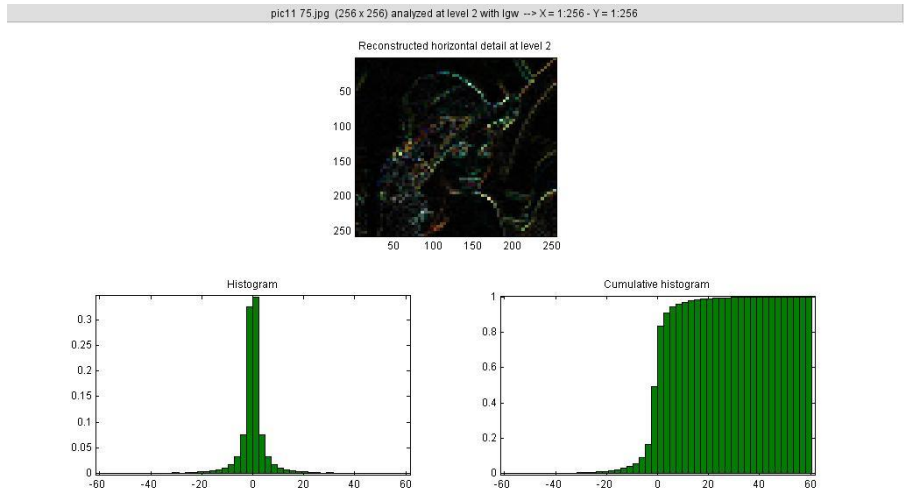 pic11 75.jpg (256 x 256) analyzed at level 2 with lgw --> X = 1:256 - Y = 1:256
Reconstructed horizontal detail at level 2
50
100
150
200
250
50 100 150 200 250
Histogram
0.3
0.25
0.2
0.15
0.1
0.05
0
-60 -40 -20 0 20 40 60
Cumulative histogram
1
0.8
0.6
0.4
0.2
0
-60 -40 -20 0 20 40 60